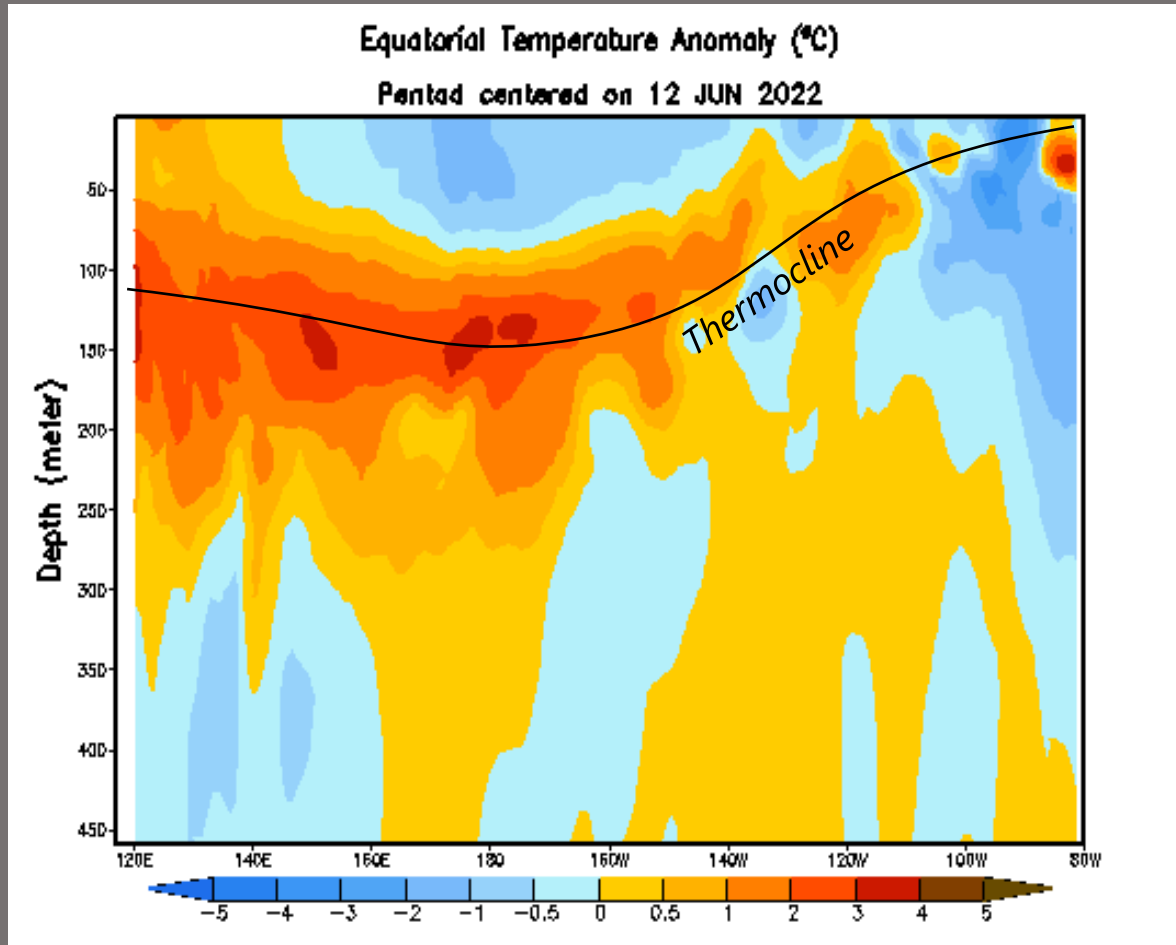 Equatorial Temperature Anomaly (°C)
Pentad centered on 12 JUN 2022
Depth (meter)
50
100
150
200
250
300
350
400
450
Thermocline
120E 140E 160E 180 160W 140W 120W 100W 80W
-5 -4 -3 -2 -1 -0.5 0 0.5 1 2 3 4 5